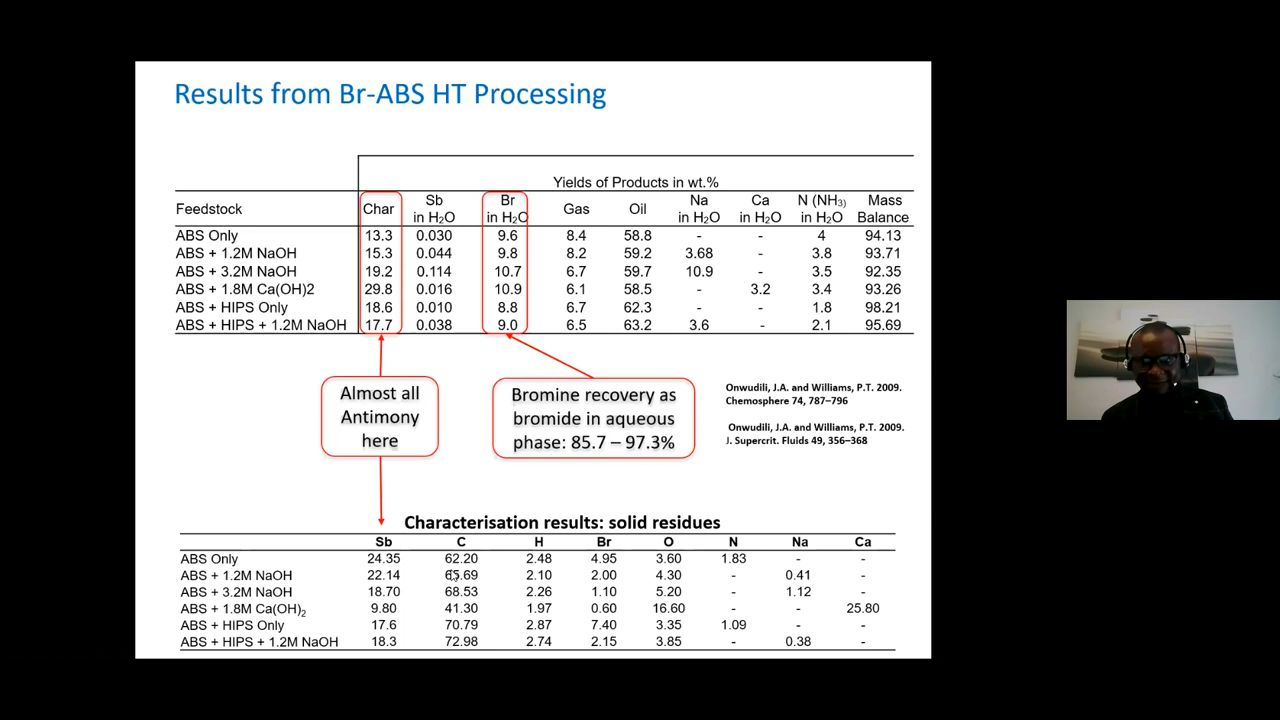 Results from Br-ABS HT Processing
Yields of Products in wt.%
Feedstock Char Sb in H2O Br in H2O Gas Oil Na in H2O Ca in H2O N (NH3) in H2O Mass Balance
ABS Only 13.3 0.030 9.6 8.4 58.8 - - 4 94.13
ABS + 1.2M NaOH 15.3 0.044 9.8 8.2 59.2 3.68 - 3.8 93.71
ABS + 3.2M NaOH 19.2 0.114 10.7 6.7 59.7 10.9 - 3.5 92.35
ABS + 1.8M Ca(OH)2 29.8 0.016 10.9 6.1 58.5 - 3.2 3.4 93.26
ABS + HIPS Only 18.6 0.010 8.8 6.7 62.3 - - 1.8 98.21
ABS + HIPS + 1.2M NaOH 17.7 0.038 9.0 6.5 63.2 3.6 - 2.1 95.69
Almost all
Antimony
here
Bromine recovery as
bromide in aqueous
phase: 85.7 – 97.3%
Onwudili, J.A. and Williams, P.T. 2009.
Chemosphere 74, 787–796
Onwudili, J.A. and Williams, P.T. 2009.
J. Supercrit. Fluids 49, 356–368
Characterisation results: solid residues
Sb C H Br O N Na Ca
ABS Only 24.35 62.20 2.48 4.95 3.60 1.83 - -
ABS + 1.2M NaOH 22.14 65.69 2.10 2.00 4.30 - 0.41 -
ABS + 3.2M NaOH 18.70 68.53 2.26 1.10 5.20 - 1.12 -
ABS + 1.8M Ca(OH)2 9.80 41.30 1.97 0.60 16.60 - - 25.80
ABS + HIPS Only 17.6 70.79 2.87 7.40 3.35 1.09 - -
ABS + HIPS + 1.2M NaOH 18.3 72.98 2.74 2.15 3.85 - 0.38 -